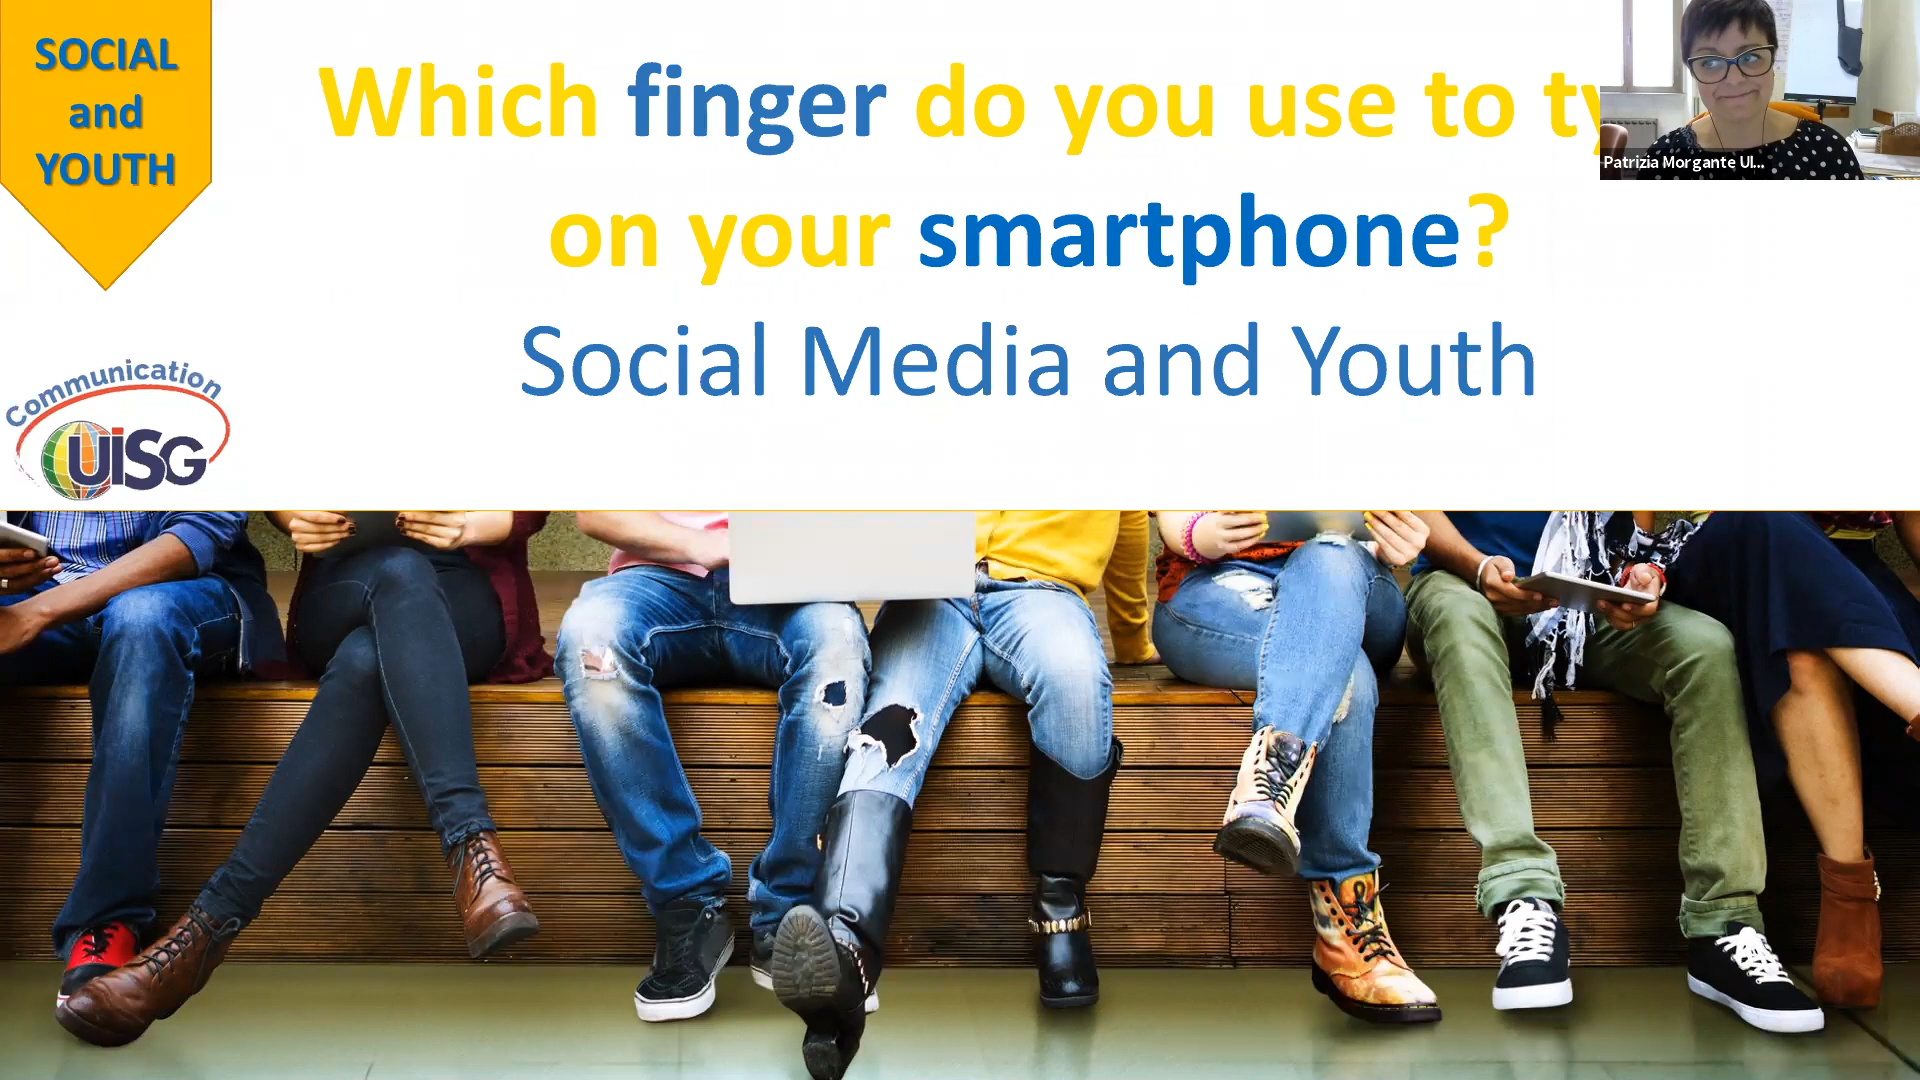 SOCIAL
and
YOUTH
Which finger do you use to ty
on your smartphone?
Social Media and Youth
Patrizia Morgante UI...
Communication
UISG